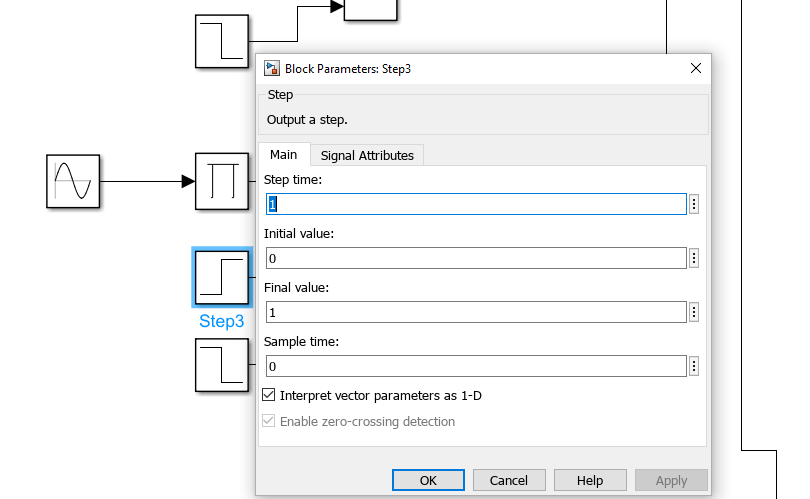 Block Parameters: Step3
Step
Output a step.
Main
Signal Attributes
Step time:
1
Initial value:
0
Final value:
1
Sample time:
0
Interpret vector parameters as 1-D
Enable zero-crossing detection
OK
Cancel
Help
Apply
Step3